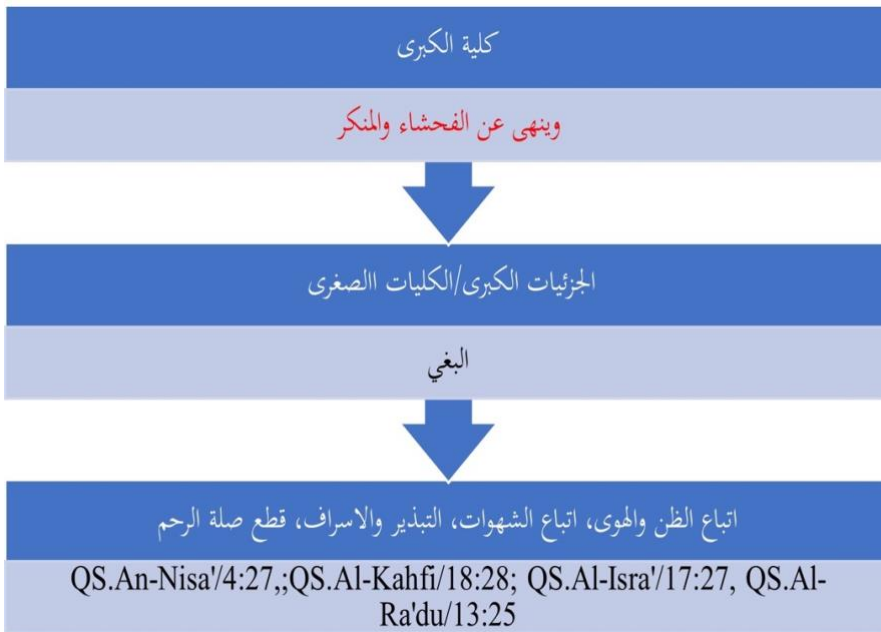 كلية الكبرى
وينهى عن الفحشاء والمنكر
الجزئيات الكبرى/الكليات االصغرى
البغي
اتباع الظن والهوى، اتباع الشهوات، التبذير والاسراف، قطع صلة الرحم
QS.An-Nisa'/4:27,;QS.Al-Kahfi/18:28; QS.Al-Isra'/17:27, QS.Al-
Ra'du/13:25